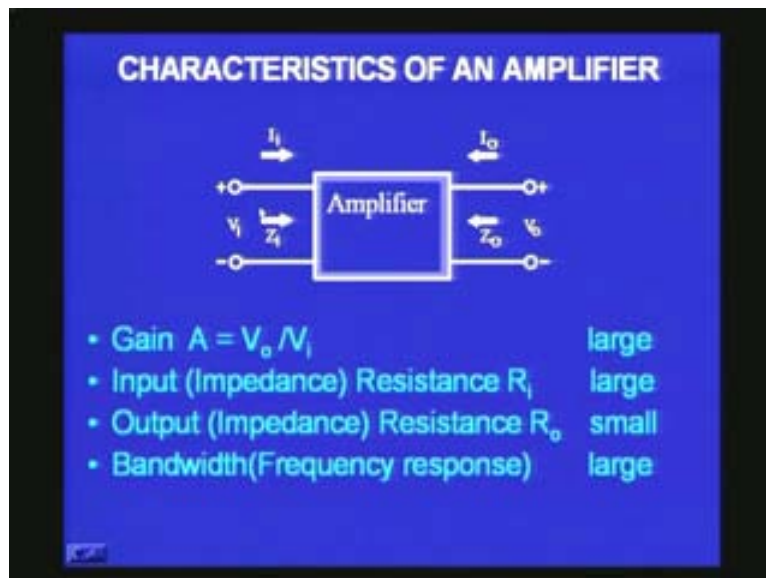 CHARACTERISTICS OF AN AMPLIFIER
Ii Io
+ Amplifier +
Vi Zi Zo Vo
- -
• Gain A = Vo /Vi large
• Input (Impedance) Resistance Ri large
• Output (Impedance) Resistance Ro small
• Bandwidth(Frequency response) large